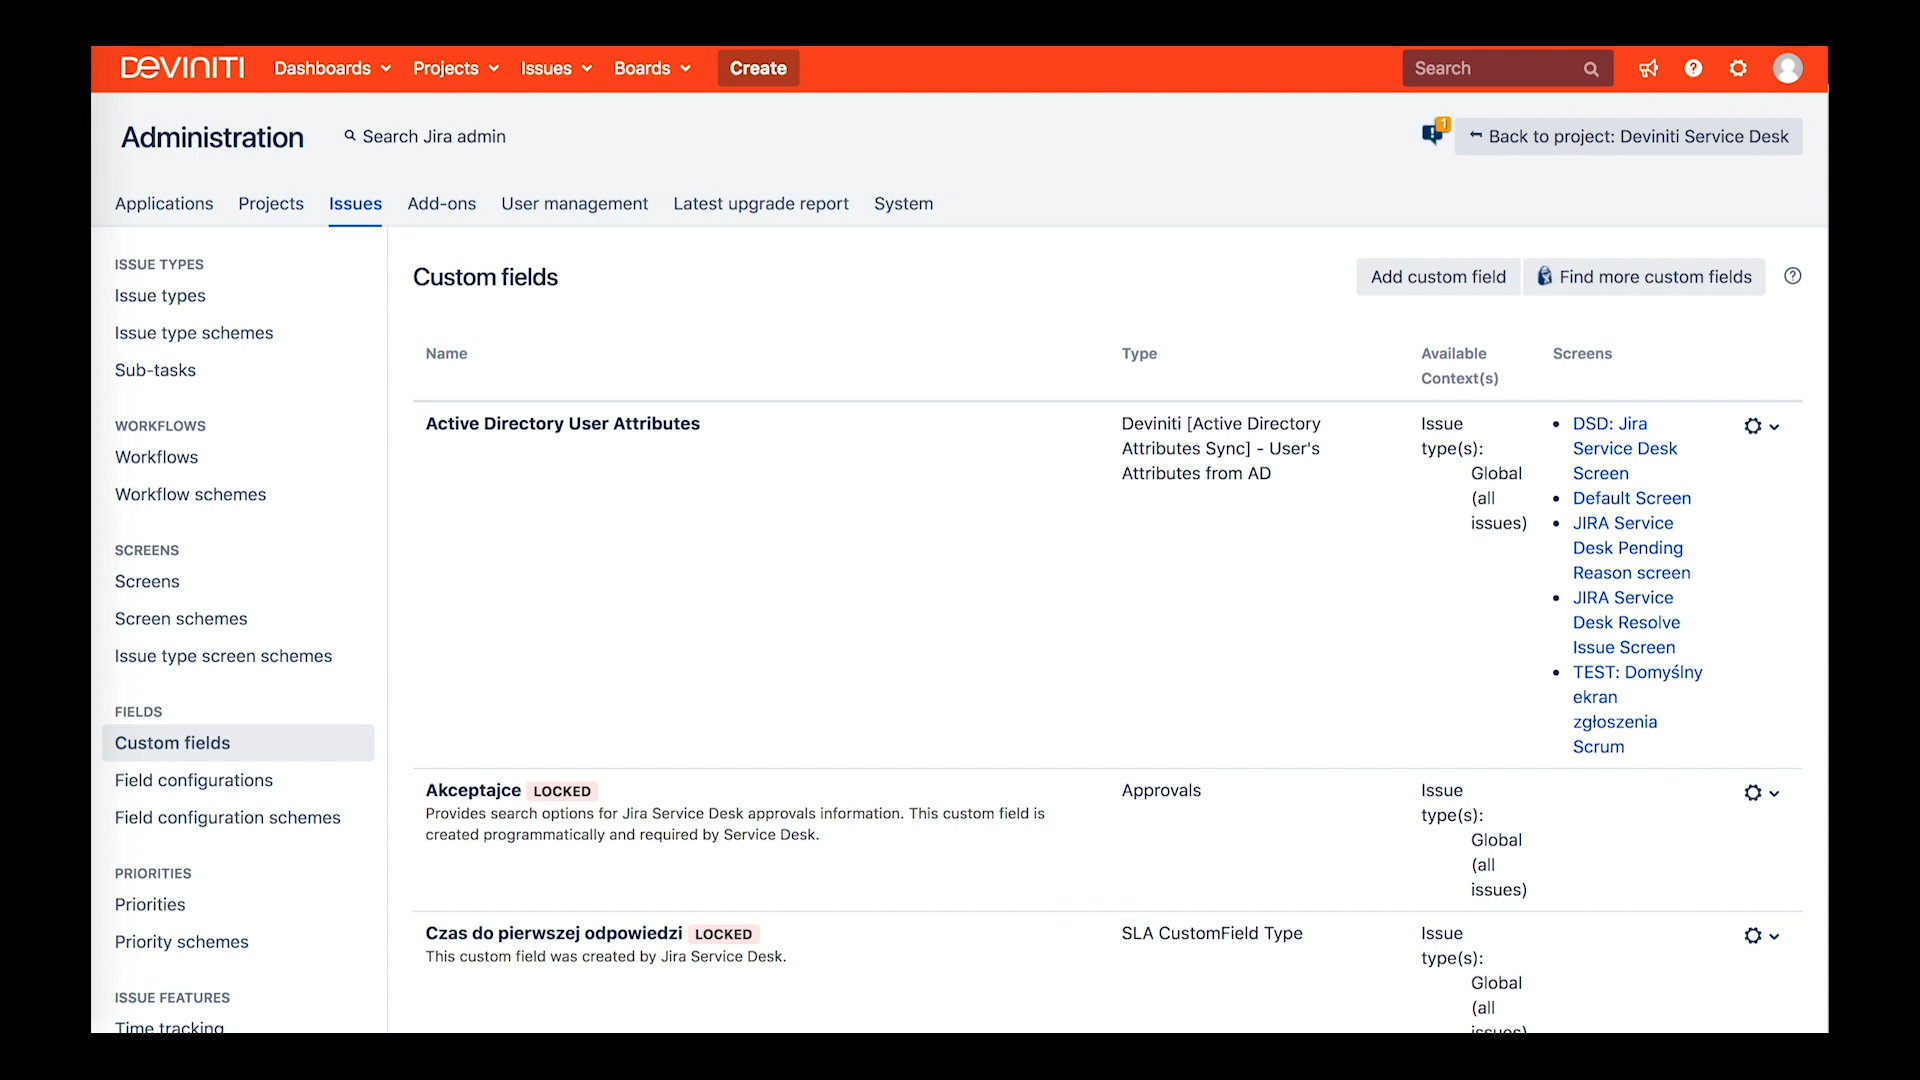 DEVINITI Dashboards Projects Issues Boards Create Search
Administration Search Jira admin 1 Back to project: Deviniti Service Desk
Applications Projects Issues Add-ons User management Latest upgrade report System
ISSUE TYPES
Issue types
Issue type schemes
Sub-tasks
WORKFLOWS
Workflows
Workflow schemes
SCREENS
Screens
Screen schemes
Issue type screen schemes
FIELDS
Custom fields
Field configurations
Field configuration schemes
PRIORITIES
Priorities
Priority schemes
ISSUE FEATURES
Time tracking
Custom fields Add custom field Find more custom fields
Name Type Available Context(s) Screens
Active Directory User Attributes
Deviniti [Active Directory
Attributes Sync] - User's
Attributes from AD
Issue
type(s):
Global
(all
issues)
DSD: Jira
Service Desk
Screen
Default Screen
JIRA Service
Desk Pending
Reason screen
JIRA Service
Desk Resolve
Issue Screen
TEST: Domyślny
ekran
zgłoszenia
Scrum
Akceptajce LOCKED
Provides search options for Jira Service Desk approvals information. This custom field is
created programmatically and required by Service Desk.
Approvals
Issue
type(s):
Global
(all
issues)
Czas do pierwszej odpowiedzi LOCKED
This custom field was created by Jira Service Desk.
SLA CustomField Type
Issue
type(s):
Global
(all
issues)